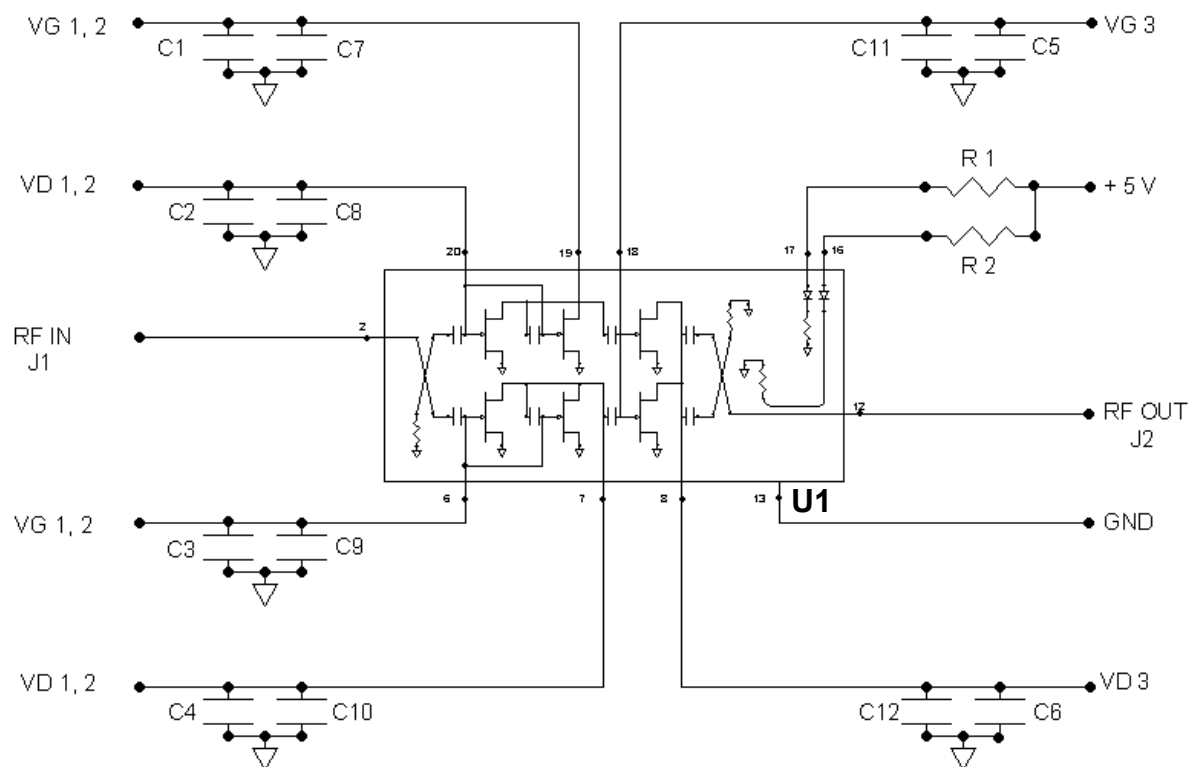 VG 1, 2
C1
C7
C11
C5
VG 3
VD 1, 2
C2
C8
R 1
+ 5 V
R 2
20
19
18
17
16
RF IN
J1
2
12
RF OUT
J2
6
7
8
13
U1
VG 1, 2
C3
C9
GND
VD 1, 2
C4
C10
C12
C6
VD 3